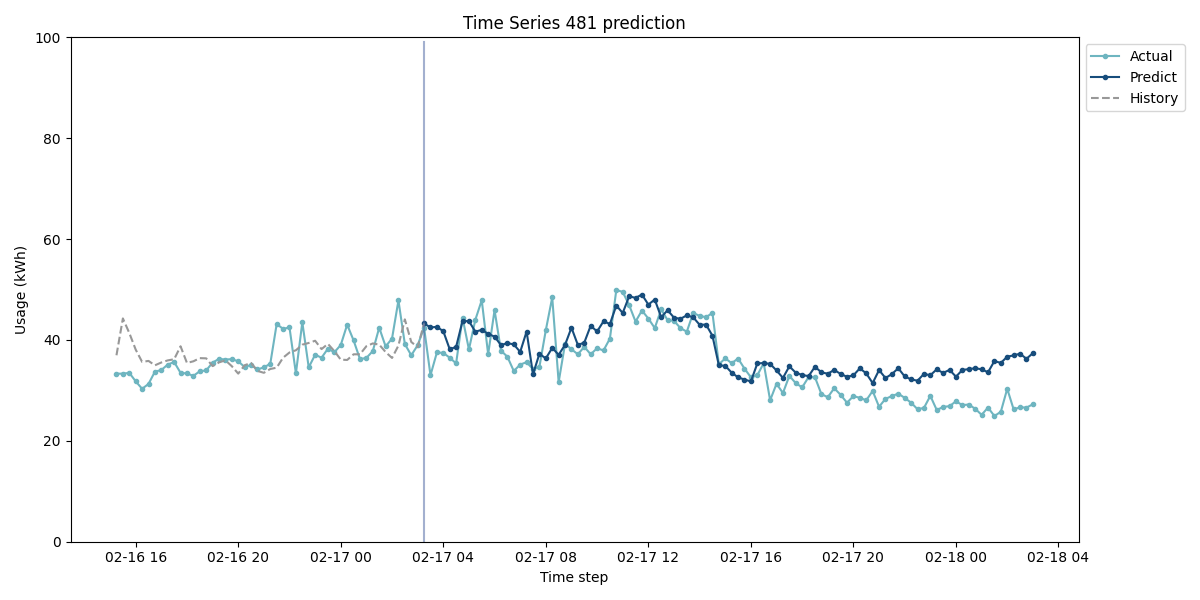 Time Series 481 prediction
Usage (kWh)
100
80
60
40
20
0
02-16 16
02-16 20
02-17 00
02-17 04
02-17 08
02-17 12
02-17 16
02-17 20
02-18 00
02-18 04
Time step
Actual
Predict
History